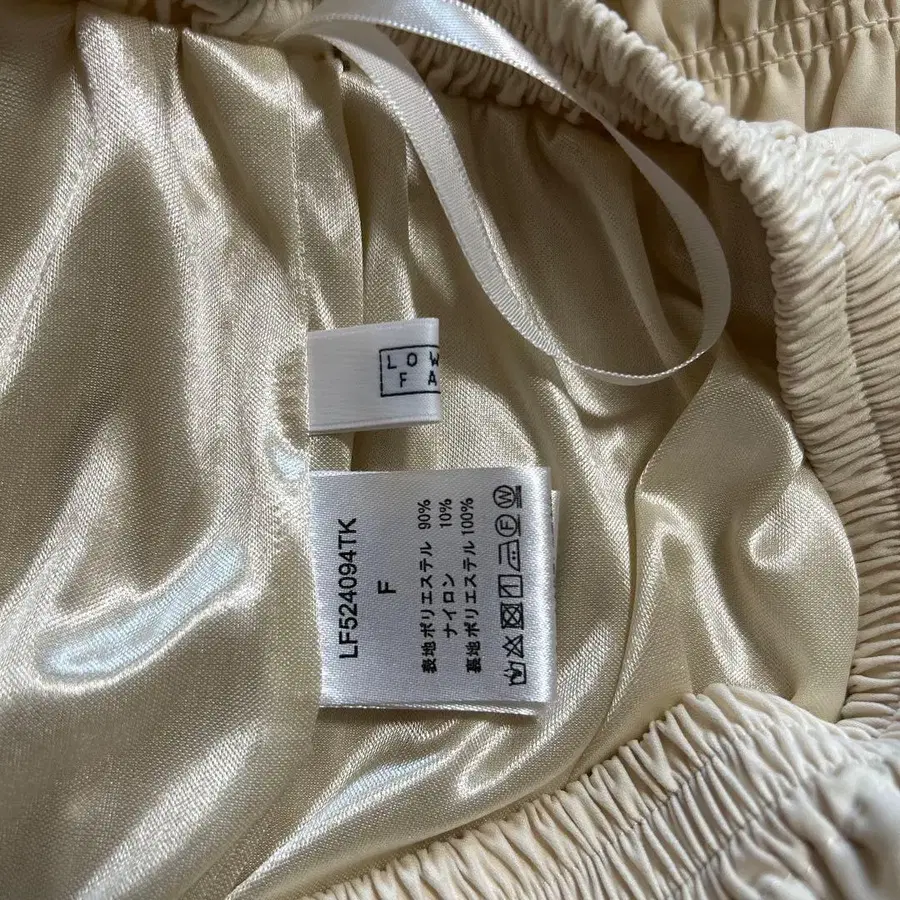 LOW
FA
LF524094TK
F
表地 ポリエステル 90%
ナイロン 10%
裏地 ポリエステル 100%